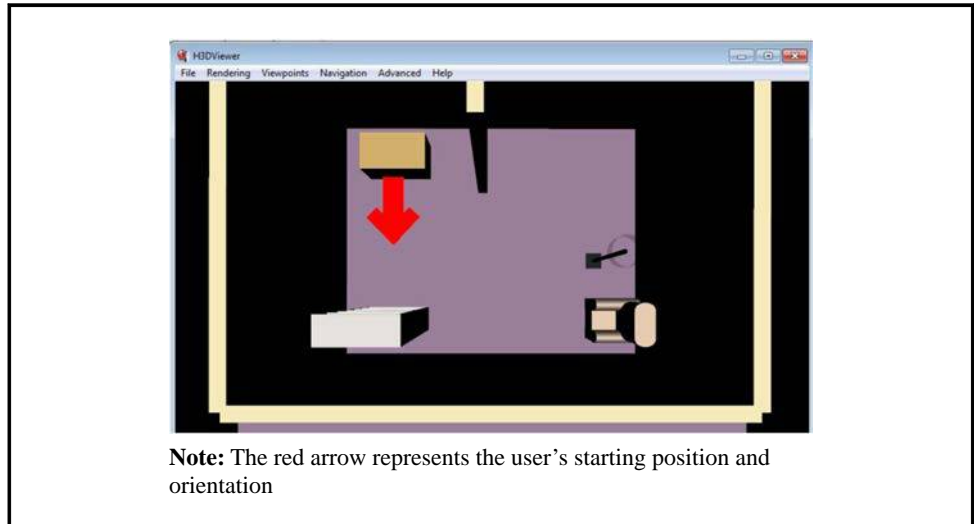 H3DViewer
File Rendering Viewpoints Navigation Advanced Help
Note: The red arrow represents the user's starting position and
orientation